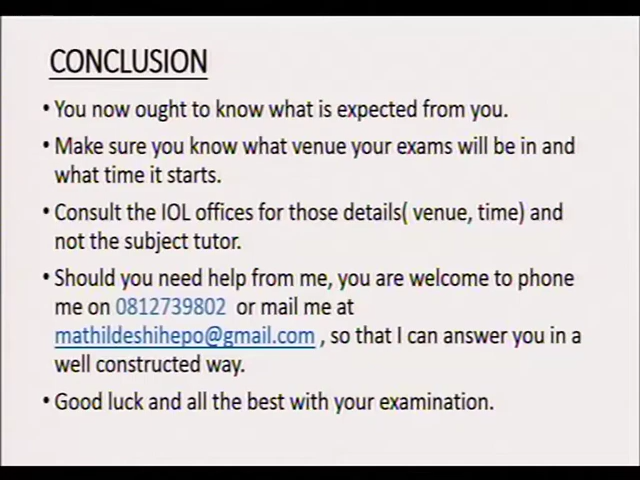 CONCLUSION
• You now ought to know what is expected from you.
• Make sure you know what venue your exams will be in and
what time it starts.
• Consult the IOL offices for those details( venue, time) and
not the subject tutor.
• Should you need help from me, you are welcome to phone
me on 0812739802 or mail me at
mathildeshihepo@gmail.com , so that I can answer you in a
well constructed way.
• Good luck and all the best with your examination.